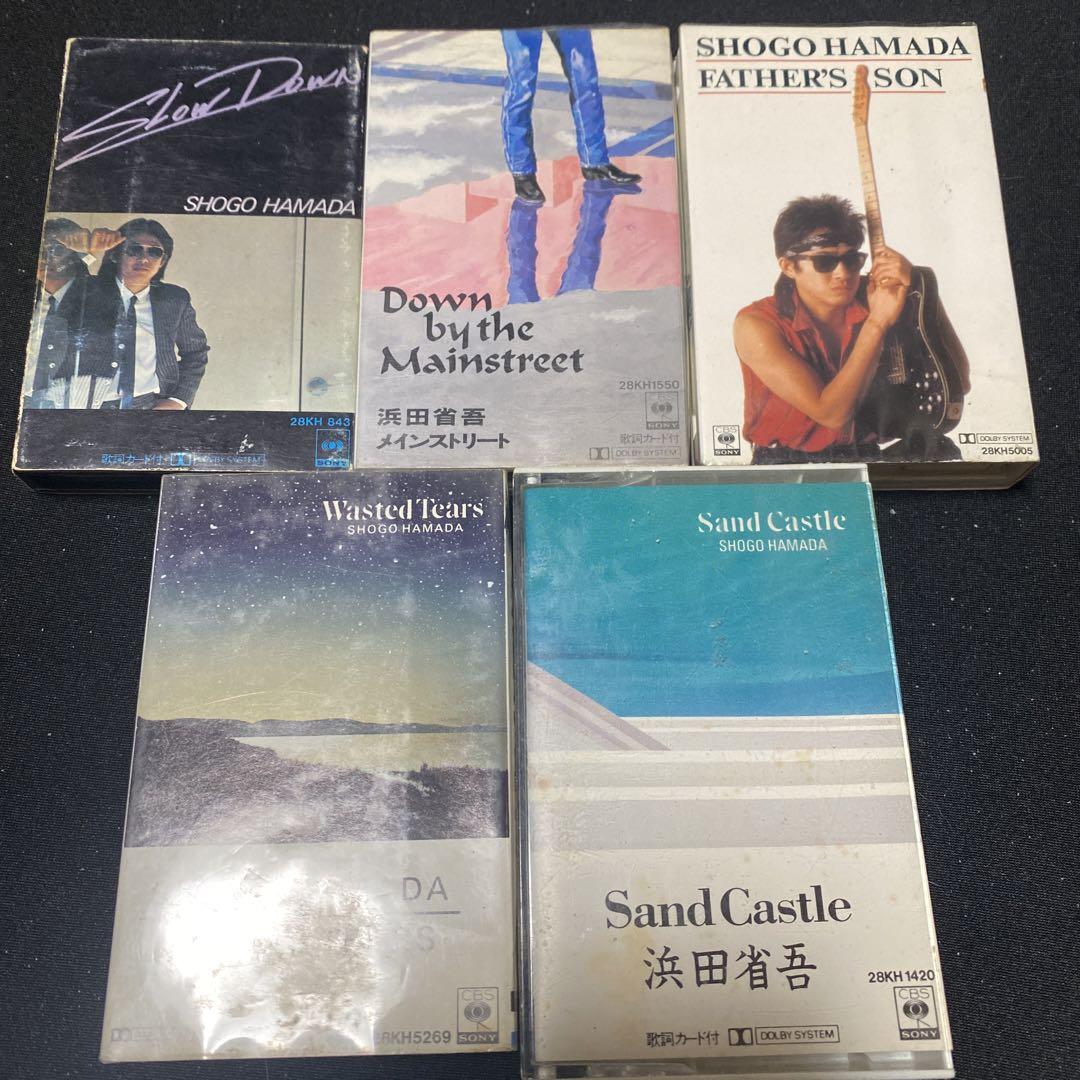 Slow Down
SHOGO HAMADA
28KH 843
歌詞カード付 DOLBY SYSTEM
SONY
Down
by the
Mainstreet
28KH1550
浜田省吾
メインストリート
CBS
SONY
歌詞カード付 DOLBY SYSTEM
SHOGO HAMADA
FATHER'S SON
CBS
SONY
DOLBY SYSTEM
28KH5005
Wasted Tears
SHOGO HAMADA
DA
S
KH5269
CBS
SONY
Sand Castle
SHOGO HAMADA
Sand Castle
浜田省吾
28KH1420
CBS
SONY
歌詞カード付 DOLBY SYSTEM